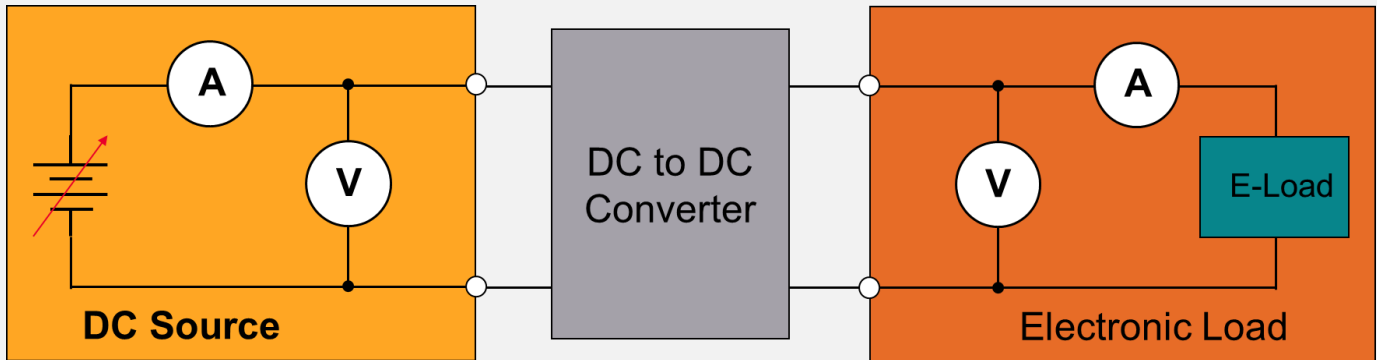 A
V
DC Source
DC to DC
Converter
V
A
E-Load
Electronic Load